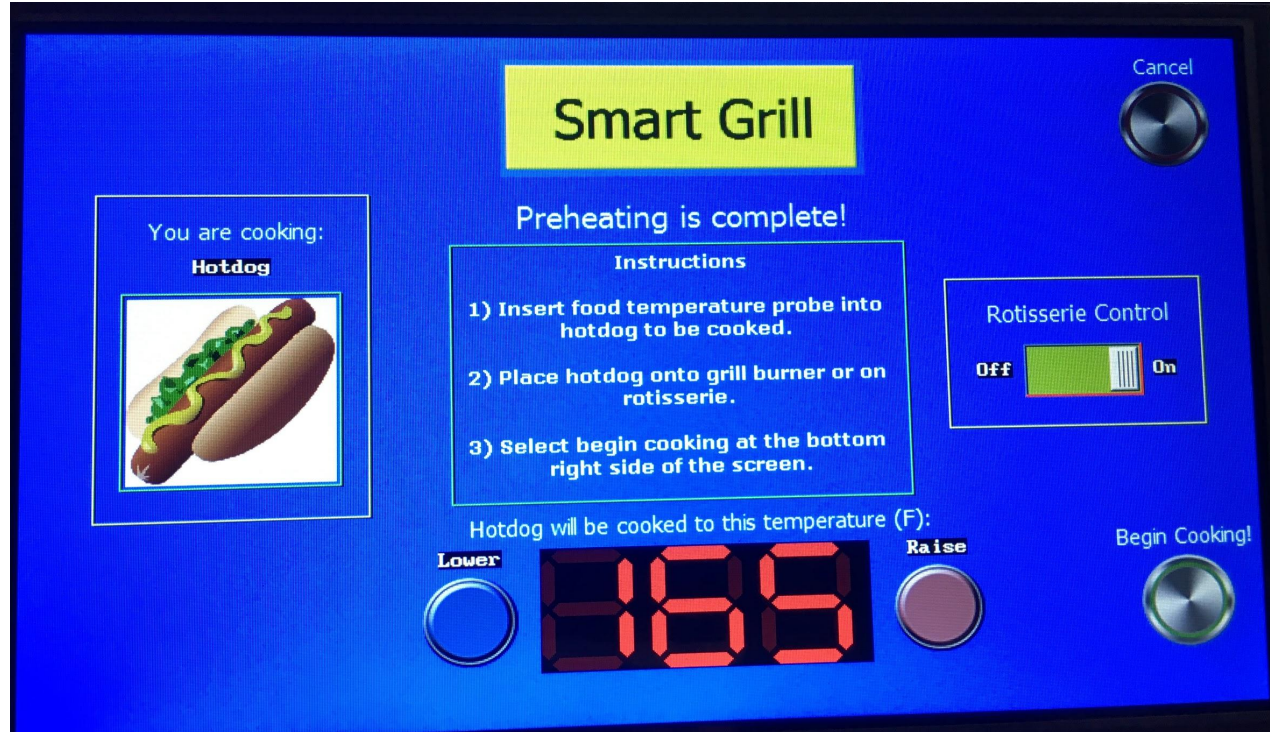 Cancel
Smart Grill
Preheating is complete!
You are cooking:
Hotdog
Instructions
1) Insert food temperature probe into
hotdog to be cooked.
2) Place hotdog onto grill burner or on
rotisserie.
3) Select begin cooking at the bottom
right side of the screen.
Rotisserie Control
Off
On
Hotdog will be cooked to this temperature (F):
Lower
165
Raise
Begin Cooking!